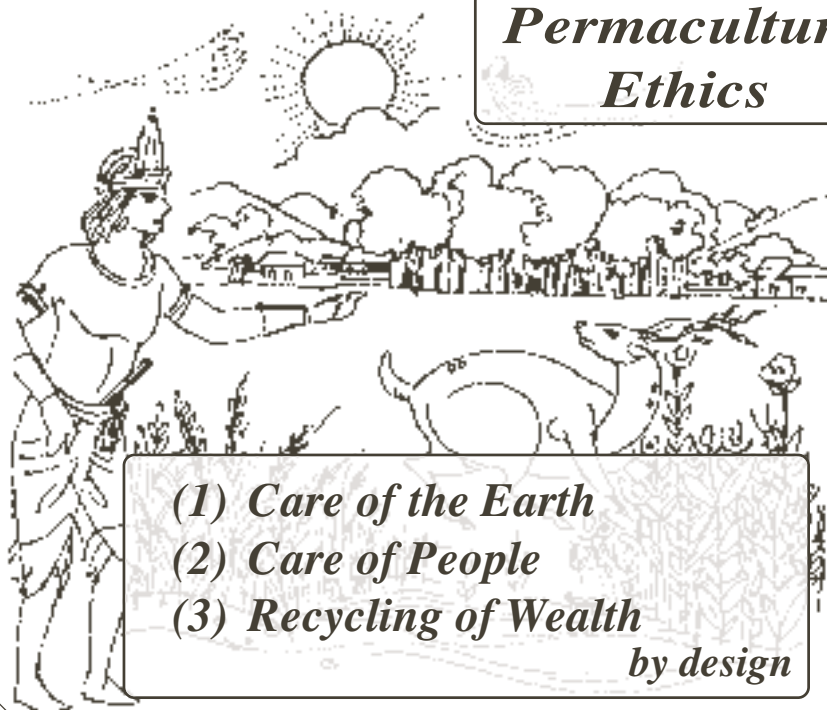 Permacultur
Ethics
(1) Care of the Earth
(2) Care of People
(3) Recycling of Wealth
by design